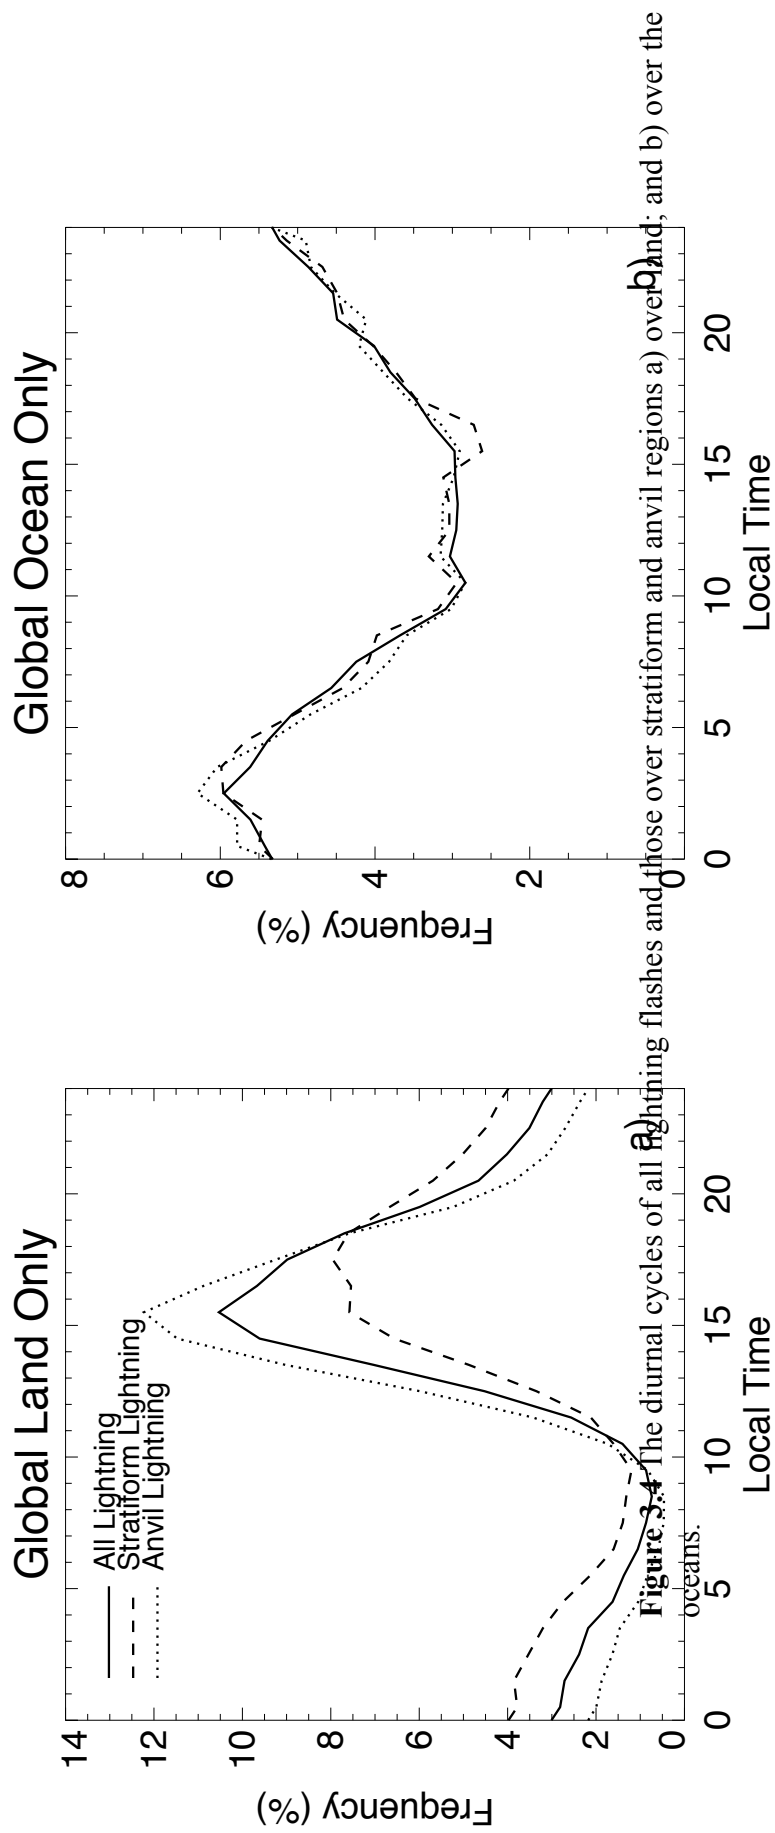 Global Land Only
All Lightning
Stratiform Lightning
Anvil Lightning
14
12
10
8
6
4
2
0
Frequency (%)
0 5 10 15 20
Local Time
a)
Global Ocean Only
8
6
4
2
0
Frequency (%)
0 5 10 15 20
Local Time
b)
Figure 3.4 The diurnal cycles of all lightning flashes and those over stratiform and anvil regions a) over land; and b) over the
oceans.